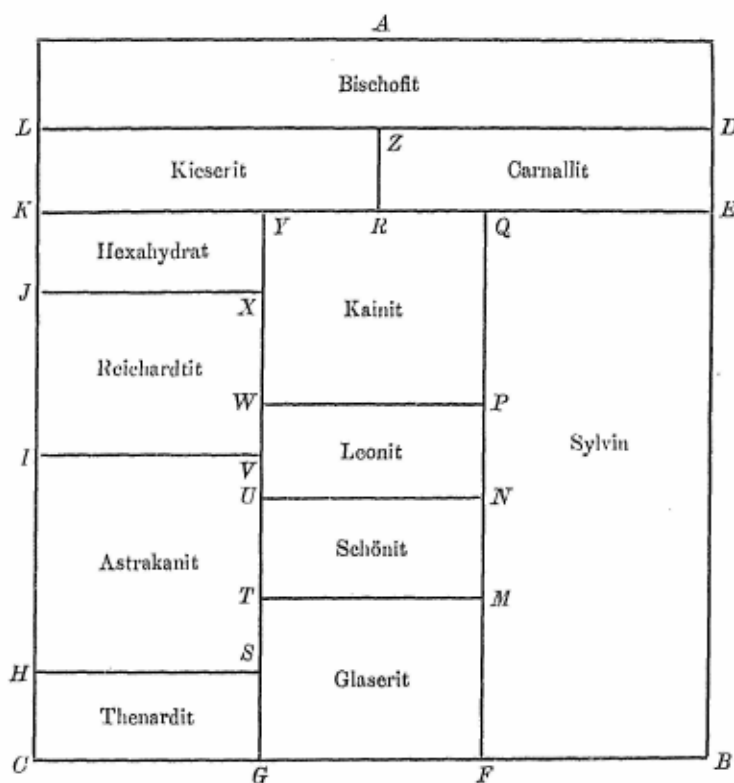 A
Bischofit
L D
Z
Kieserit Carnallit
K E
Y R Q
Hexahydrat
J X
Kainit
Reichardtit
W P
Leonit Sylvin
I V
U N
Schönit
Astrakanit
T M
S
H
Glaserit
Thenardit
C G F B